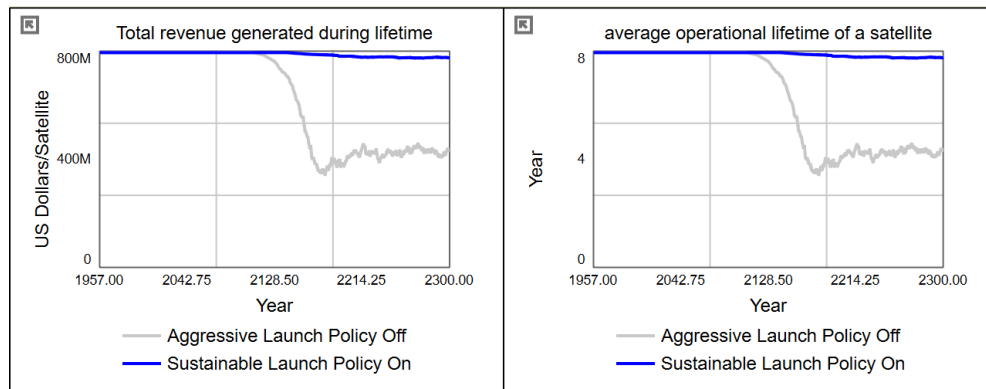 Total revenue generated during lifetime
800M
400M
0
US Dollars/Satellite
1957.00 2042.75 2128.50 2214.25 2300.00
Year
Aggressive Launch Policy Off
Sustainable Launch Policy On
average operational lifetime of a satellite
8
4
0
Year
1957.00 2042.75 2128.50 2214.25 2300.00
Year
Aggressive Launch Policy Off
Sustainable Launch Policy On